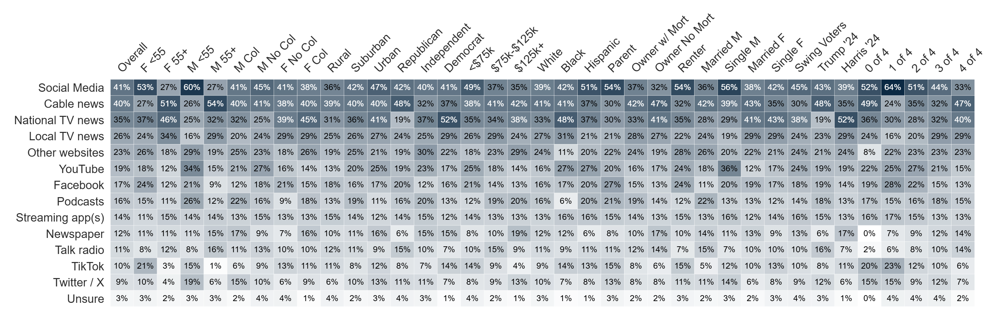 Overall F <55 F 55+ M <55 M 55+ M Col M No Col F No Col F Col Rural Suburban Urban Republican Independent Democrat <$75k $75k-$125k $125k+ White Black Hispanic Parent Owner w/ Mort Owner No Mort Renter Married M Single M Married F Single F Swing Voters Trump '24 Harris '24 0 of 4 1 of 4 2 of 4 3 of 4 4 of 4
Social Media 41% 53% 27% 60% 27% 41% 45% 41% 38% 36% 42% 47% 42% 40% 41% 49% 37% 35% 39% 42% 51% 54% 37% 32% 54% 36% 56% 38% 42% 45% 43% 39% 52% 64% 51% 44% 33%
Cable news 40% 27% 51% 26% 54% 40% 41% 38% 40% 39% 40% 40% 48% 32% 37% 38% 41% 42% 41% 41% 37% 30% 42% 47% 32% 42% 39% 43% 35% 30% 48% 35% 49% 24% 35% 32% 47%
National TV news 35% 37% 46% 25% 32% 32% 25% 39% 45% 31% 36% 41% 19% 37% 52% 35% 34% 38% 33% 48% 37% 30% 33% 41% 35% 28% 29% 41% 43% 38% 19% 52% 36% 30% 28% 32% 40%
Local TV news 26% 24% 34% 16% 29% 20% 24% 29% 29% 25% 26% 27% 24% 25% 29% 26% 29% 24% 27% 31% 21% 21% 28% 27% 22% 24% 19% 29% 29% 24% 23% 29% 24% 16% 20% 29% 29%
Other websites 23% 26% 18% 29% 19% 25% 23% 18% 26% 19% 25% 21% 19% 30% 22% 18% 23% 29% 24% 11% 20% 22% 24% 19% 28% 26% 20% 22% 21% 24% 21% 24% 8% 22% 23% 23% 23%
YouTube 19% 18% 12% 34% 15% 21% 27% 16% 14% 13% 20% 25% 19% 23% 17% 25% 18% 14% 16% 27% 27% 20% 16% 17% 24% 18% 36% 12% 17% 24% 19% 19% 22% 25% 27% 21% 15%
Facebook 17% 24% 12% 21% 9% 12% 18% 21% 15% 18% 16% 17% 20% 12% 16% 21% 14% 13% 16% 17% 20% 27% 15% 13% 24% 11% 20% 19% 17% 18% 19% 14% 19% 28% 22% 15% 13%
Podcasts 16% 15% 11% 26% 12% 22% 16% 9% 18% 13% 19% 11% 16% 20% 13% 12% 19% 20% 16% 6% 20% 21% 19% 14% 12% 22% 13% 13% 12% 14% 18% 13% 17% 15% 16% 18% 15%
Streaming app(s) 14% 11% 15% 14% 14% 13% 15% 13% 13% 15% 14% 12% 14% 15% 12% 14% 13% 13% 13% 16% 16% 15% 14% 13% 15% 13% 16% 12% 14% 16% 15% 13% 16% 17% 15% 13% 13%
Newspaper 12% 11% 11% 11% 15% 17% 9% 7% 16% 10% 11% 16% 6% 15% 15% 8% 10% 19% 12% 12% 6% 8% 10% 17% 10% 14% 11% 13% 9% 13% 6% 17% 0% 7% 9% 12% 14%
Talk radio 11% 8% 12% 8% 16% 11% 13% 10% 10% 12% 11% 9% 15% 10% 7% 10% 15% 9% 11% 9% 11% 11% 12% 14% 7% 15% 7% 10% 10% 10% 16% 7% 2% 6% 8% 10% 14%
TikTok 10% 21% 3% 15% 1% 6% 9% 13% 11% 11% 8% 12% 8% 7% 14% 14% 9% 4% 9% 14% 13% 15% 8% 6% 15% 5% 12% 10% 13% 10% 8% 11% 20% 23% 12% 10% 6%
Twitter / X 9% 10% 4% 19% 6% 15% 10% 6% 9% 6% 10% 13% 11% 11% 7% 8% 9% 13% 10% 7% 8% 13% 8% 8% 11% 11% 14% 6% 8% 9% 12% 6% 15% 15% 9% 12% 7%
Unsure 3% 3% 2% 3% 3% 2% 4% 4% 1% 4% 2% 3% 4% 3% 1% 4% 2% 1% 3% 1% 1% 3% 2% 2% 3% 2% 3% 2% 3% 4% 3% 1% 0% 4% 4% 4% 2%